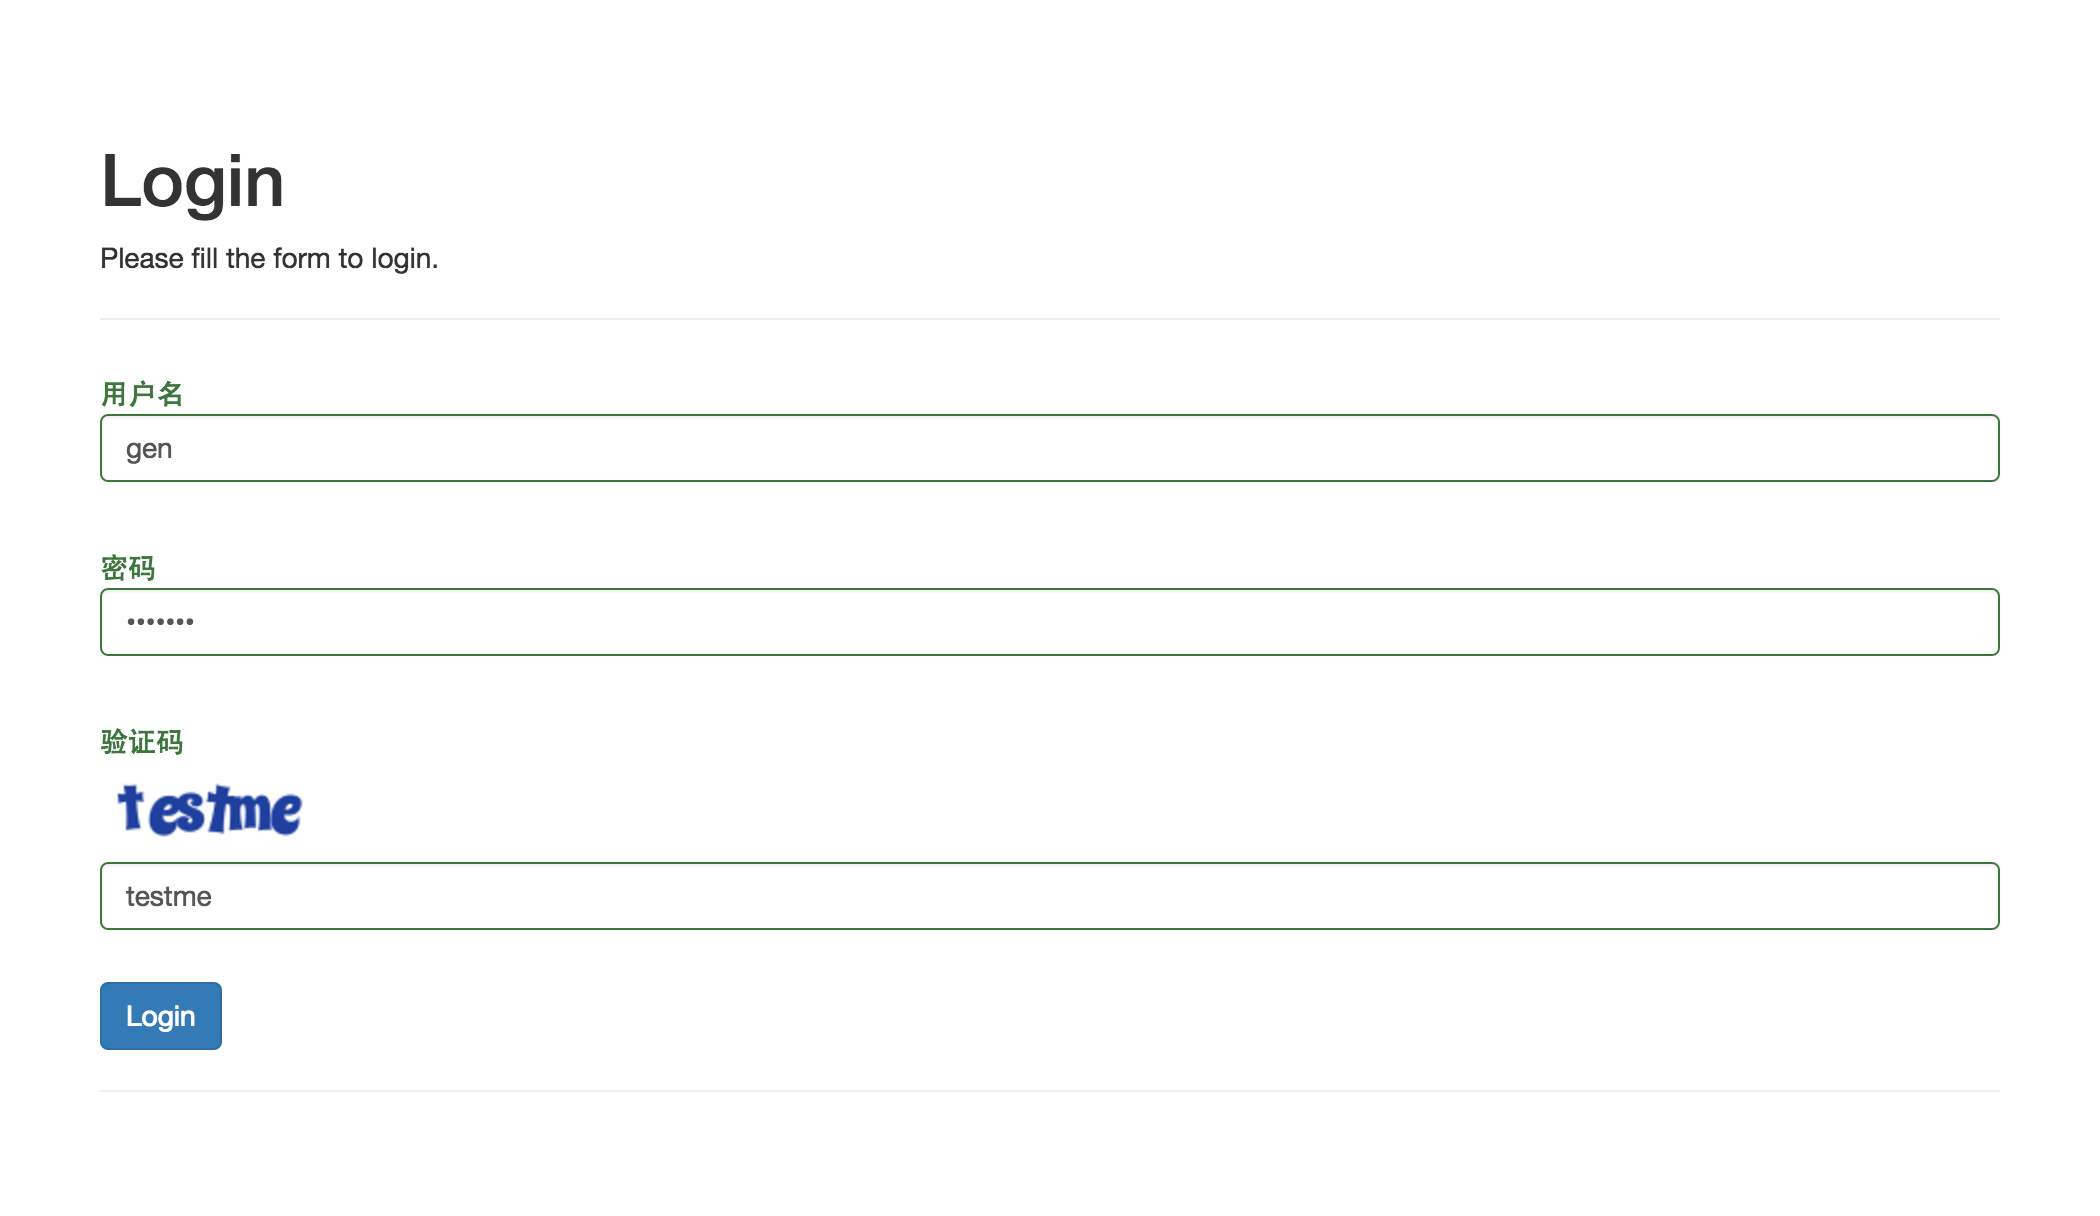 Login
Please fill the form to login.
用户名
gen
密码
•••••••
验证码
testme
testme
Login